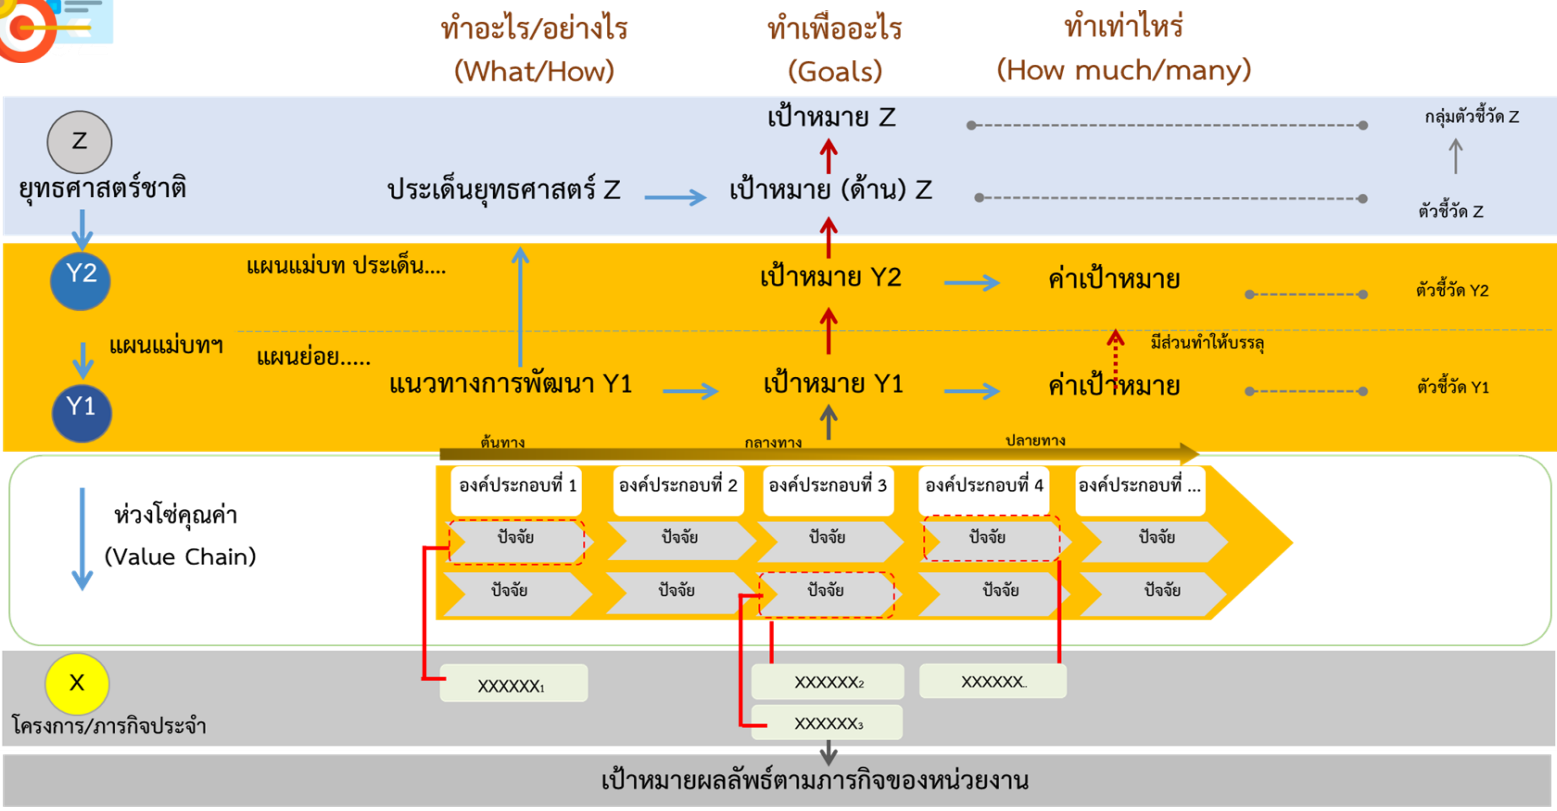 ทำอะไร/อย่างไร
(What/How)
ทำเพื่ออะไร
(Goals)
ทำเท่าไหร่
(How much/many)
Z
ยุทธศาสตร์ชาติ
เป้าหมาย Z
กลุ่มตัวชี้วัด Z
ประเด็นยุทธศาสตร์ Z
เป้าหมาย (ด้าน) Z
ตัวชี้วัด Z
Y2
แผนแม่บท ประเด็น....
เป้าหมาย Y2
ค่าเป้าหมาย
ตัวชี้วัด Y2
แผนแม่บทฯ
แผนย่อย.....
มีส่วนทำให้บรรลุ
Y1
แนวทางการพัฒนา Y1
เป้าหมาย Y1
ค่าเป้าหมาย
ตัวชี้วัด Y1
ต้นทาง
กลางทาง
ปลายทาง
ห่วงโซ่คุณค่า
(Value Chain)
องค์ประกอบที่ 1
องค์ประกอบที่ 2
องค์ประกอบที่ 3
องค์ประกอบที่ 4
องค์ประกอบที่ ...
ปัจจัย
ปัจจัย
ปัจจัย
ปัจจัย
ปัจจัย
ปัจจัย
ปัจจัย
ปัจจัย
ปัจจัย
ปัจจัย
X
โครงการ/ภารกิจประจำ
XXXXXX₁
XXXXXX₂
XXXXXX..
XXXXXX₃
เป้าหมายผลลัพธ์ตามภารกิจของหน่วยงาน